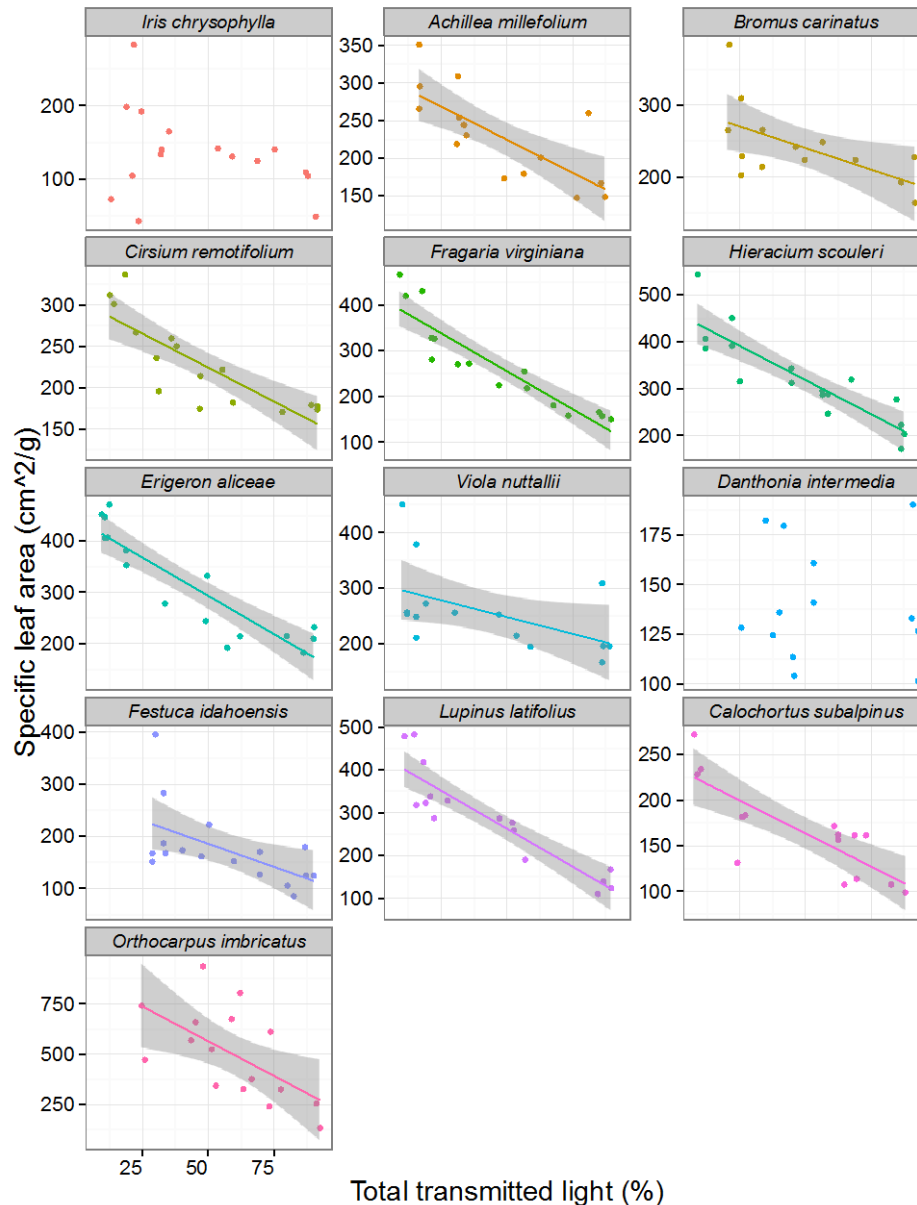 Iris chrysophylla
Achillea millefolium
Bromus carinatus
200
100
350
300
250
200
150
300
200
Cirsium remotifolium
Fragaria virginiana
Hieracium scouleri
300
250
200
150
400
300
200
100
500
400
300
200
Erigeron aliceae
Viola nuttallii
Danthonia intermedia
400
300
200
400
300
200
175
150
125
100
Festuca idahoensis
Lupinus latifolius
Calochortus subalpinus
400
300
200
100
500
400
300
200
100
250
200
150
100
Orthocarpus imbricatus
750
500
250
25 50 75
Specific leaf area (cm^2/g)
Total transmitted light (%)